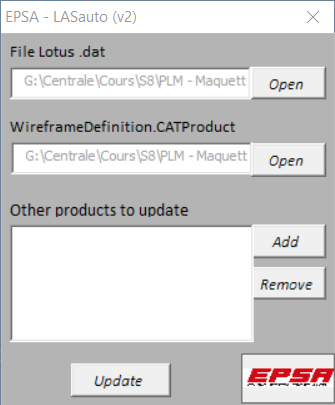 EPSA - LASauto (v2)
File Lotus .dat
G:\Centrale\Cours\S8\PLM - Maquett
Open
WireframeDefinition.CATProduct
G:\Centrale\Cours\S8\PLM - Maquett
Open
Other products to update
Add
Remove
Update
EPSA